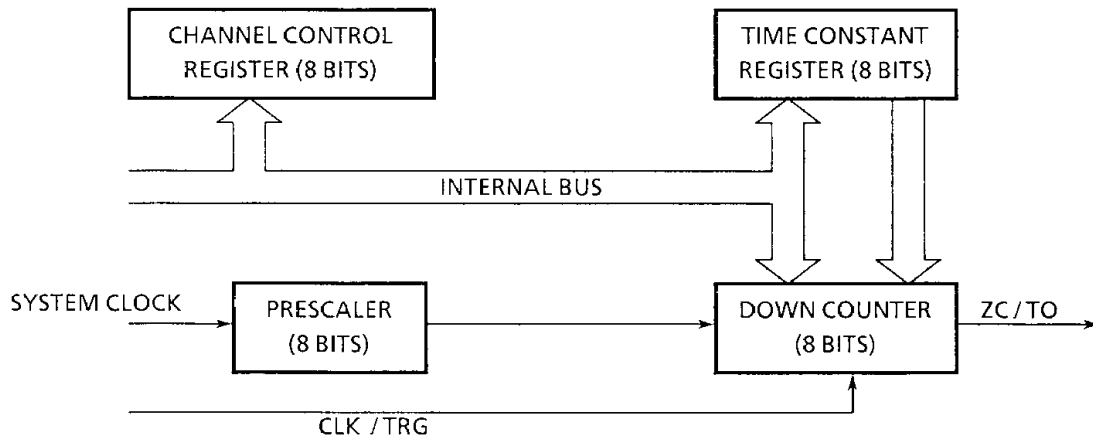 CHANNEL CONTROL
REGISTER (8 BITS)
TIME CONSTANT
REGISTER (8 BITS)
INTERNAL BUS
SYSTEM CLOCK
PRESCALER
(8 BITS)
DOWN COUNTER
(8 BITS)
ZC / TO
CLK / TRG